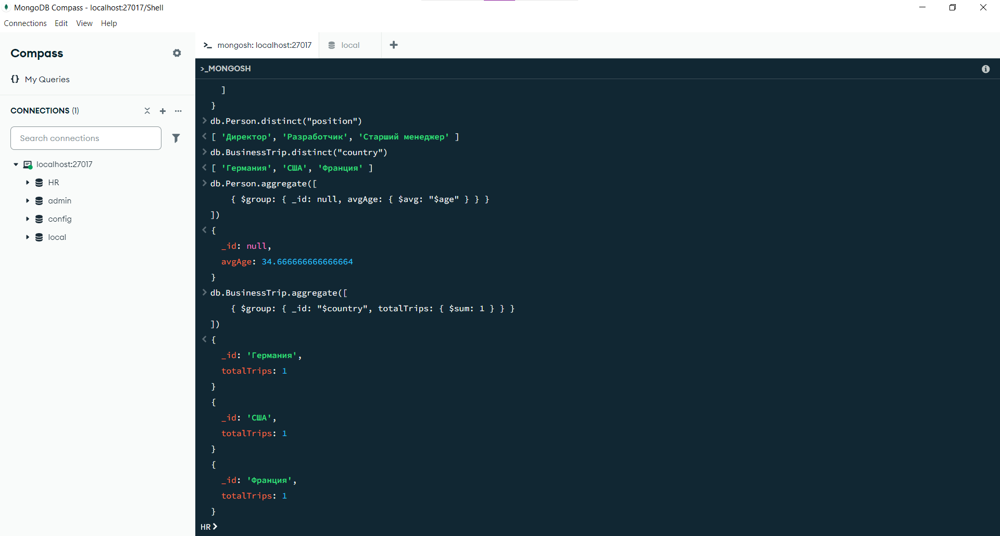 MongoDB Compass - localhost:27017/Shell
Connections Edit View Help
Compass
{} My Queries
CONNECTIONS (1)
Search connections
localhost:27017
HR
admin
config
local
>_ mongosh: localhost:27017
local
>_MONGOSH
]
}
> db.Person.distinct("position")
< [ 'Директор', 'Разработчик', 'Старший менеджер' ]
> db.BusinessTrip.distinct("country")
< [ 'Германия', 'США', 'Франция' ]
> db.Person.aggregate([
{ $group: { _id: null, avgAge: { $avg: "$age" } } }
])
< {
_id: null,
avgAge: 34.666666666666664
}
> db.BusinessTrip.aggregate([
{ $group: { _id: "$country", totalTrips: { $sum: 1 } } }
])
< {
_id: 'Германия',
totalTrips: 1
}
{
_id: 'США',
totalTrips: 1
}
{
_id: 'Франция',
totalTrips: 1
}
HR >